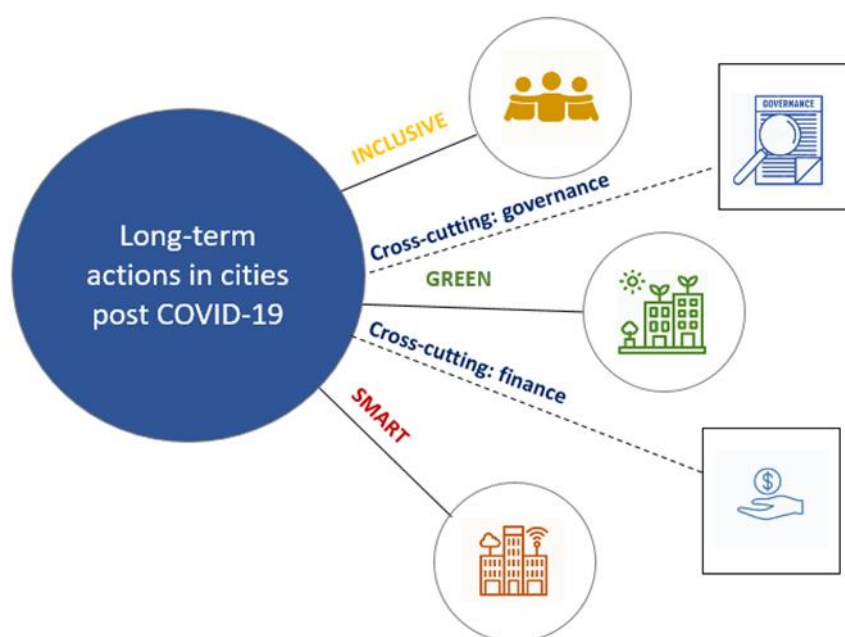 INCLUSIVE
GOVERNANCE
Cross-cutting: governance
Long-term
actions in cities
post COVID-19
GREEN
Cross-cutting: finance
SMART
$